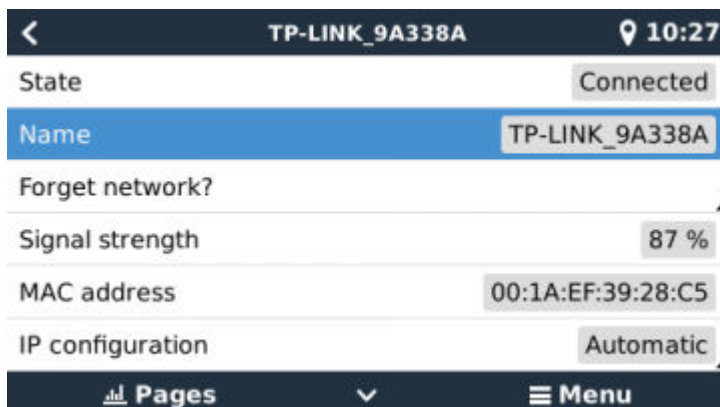 TP-LINK_9A338A 10:27
State Connected
Name TP-LINK_9A338A
Forget network?
Signal strength 87 %
MAC address 00:1A:EF:39:28:C5
IP configuration Automatic
Pages Menu